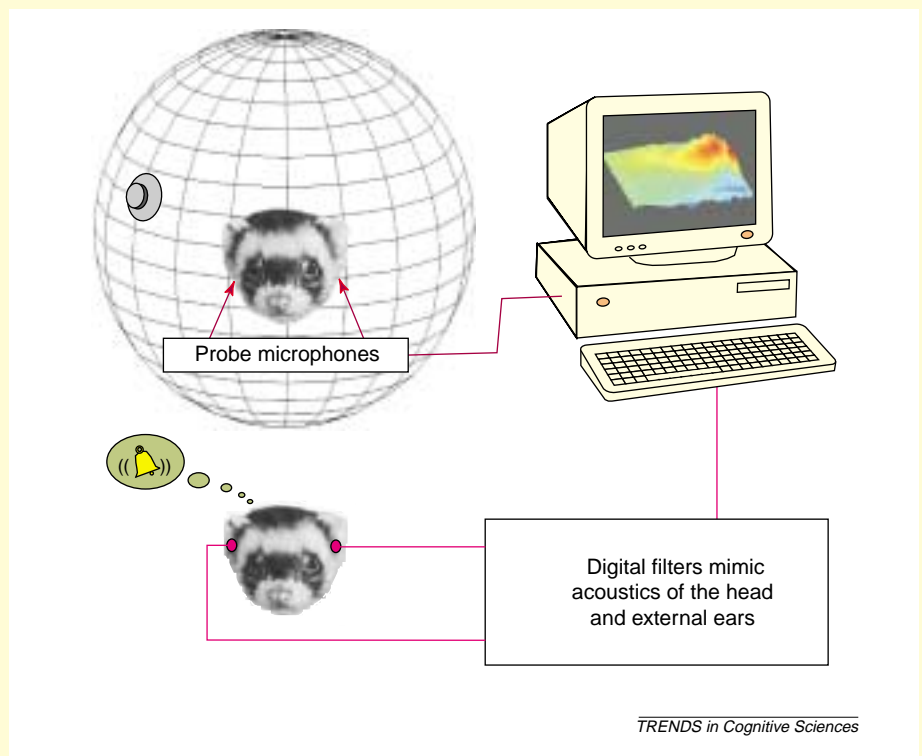 Probe microphones
Digital filters mimic
acoustics of the head
and external ears
TRENDS in Cognitive Sciences